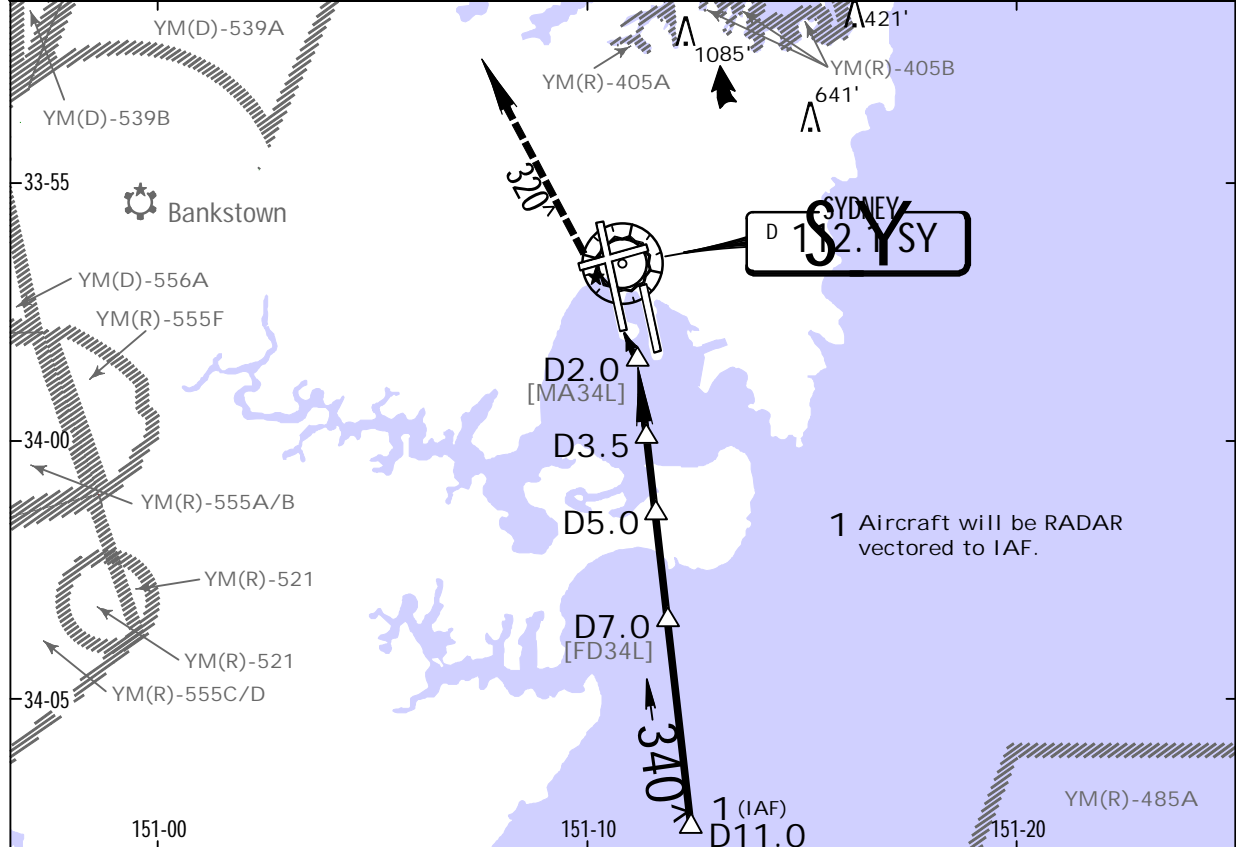 YM(D)-539A
421'
1085'
YM(R)-405A
YM(R)-405B
641'
YM(D)-539B
33-55
320°
Bankstown
SYDNEY
D 112.1 SY
S Y
YM(D)-556A
YM(R)-555F
D2.0
[MA34L]
34-00
D3.5
YM(R)-555A/B
D5.0
1 Aircraft will be RADAR
vectored to IAF.
YM(R)-521
D7.0
[FD34L]
YM(R)-521
YM(R)-555C/D
34-05
340°
YM(R)-485A
1 (IAF)
D11.0
151-00
151-10
151-20